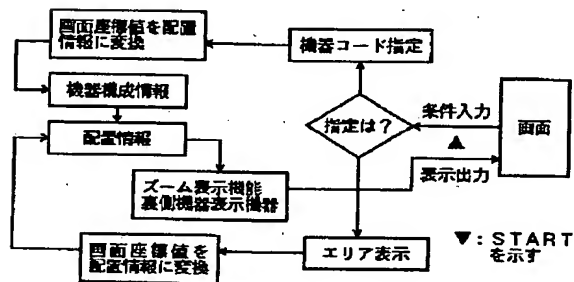 画面座標値を配置
情報に変換
機器コード指定
機器構成情報
条件入力
画面
指定は?
配置情報
▲
表示出力
ズーム表示機能
裏側機器表示機器
画面座標値を
配置情報に変換
エリア表示
▼:START
を示す